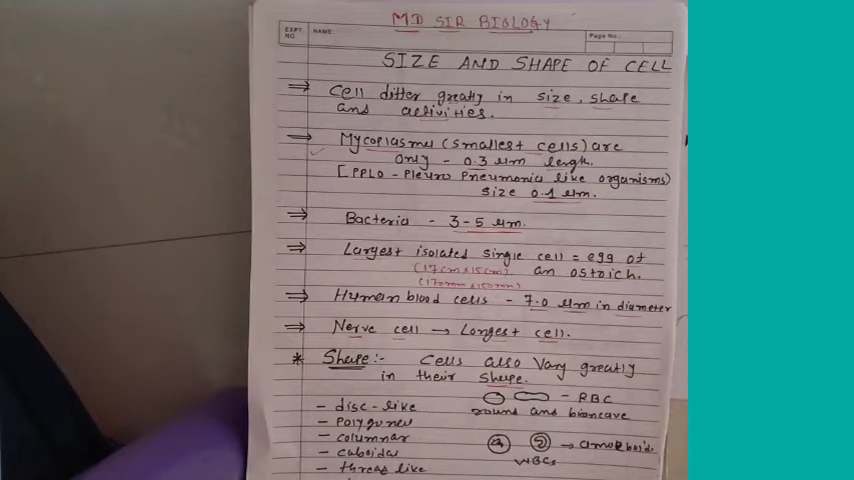 MD SIR BIOLOGY
EXPT. NO.
NAME
Page No.:
SIZE AND SHAPE OF CELL
⇒ Cell differ greatly in size, shape
and activities.
⇒ Mycoplasma (smallest cells) are
only - 0.3 μm length.
[PPLO - Pleuro Pneumonia like organisms)
size 0.1 μm.
⇒ Bacteria - 3-5 μm.
⇒ Largest isolated single cell = egg of
(17cm x 15cm) an ostrich.
(170mm x 150mm)
⇒ Human blood cells - 7.0 μm in diameter
⇒ Nerve cell → Longest cell.
* Shape:- Cells also vary greatly
in their shape.
- RBC
- disc-like
round and bioncave
- polygonal
- columnar
→ amoeboid
- cuboidal
WBCs
- thread like